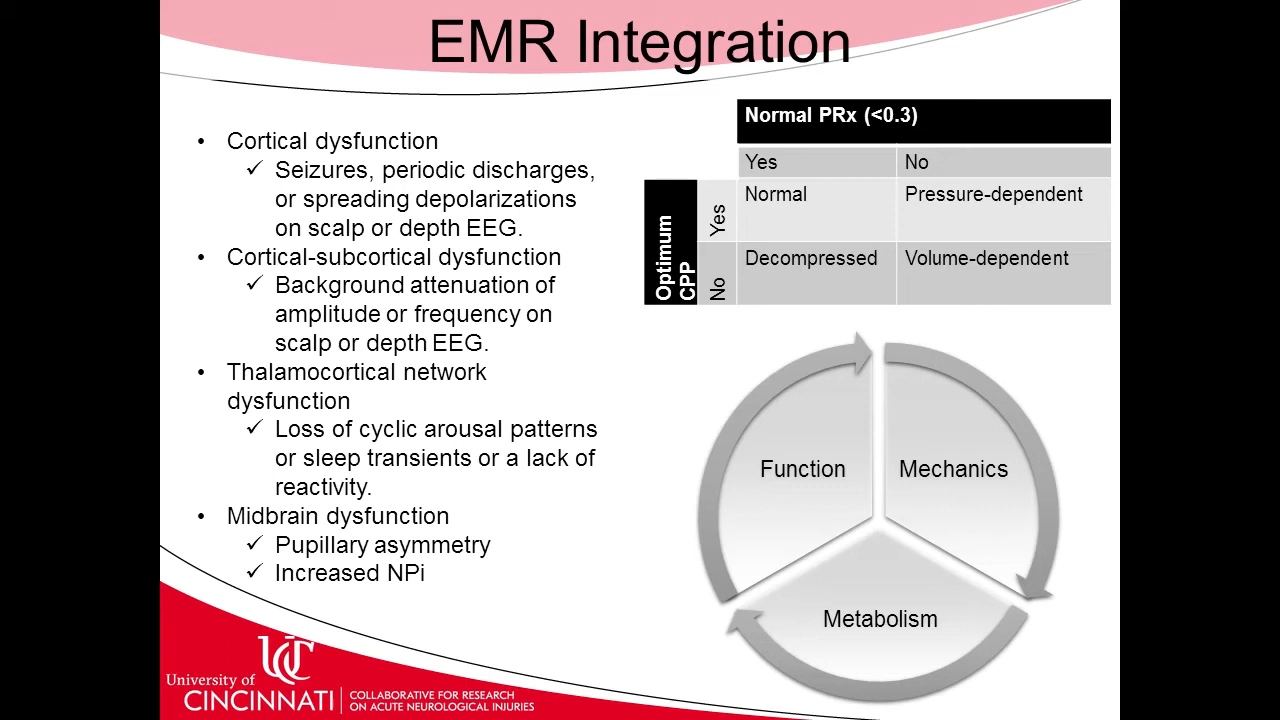 EMR Integration
• Cortical dysfunction
✓ Seizures, periodic discharges,
or spreading depolarizations
on scalp or depth EEG.
• Cortical-subcortical dysfunction
✓ Background attenuation of
amplitude or frequency on
scalp or depth EEG.
• Thalamocortical network
dysfunction
✓ Loss of cyclic arousal patterns
or sleep transients or a lack of
reactivity.
• Midbrain dysfunction
✓ Pupillary asymmetry
✓ Increased NPi
Normal PRx (<0.3)
Yes No
Optimum
CPP
Yes
Normal Pressure-dependent
No
Decompressed Volume-dependent
Function Mechanics
Metabolism
UC
University of
CINCINNATI
COLLABORATIVE FOR RESEARCH
ON ACUTE NEUROLOGICAL INJURIES